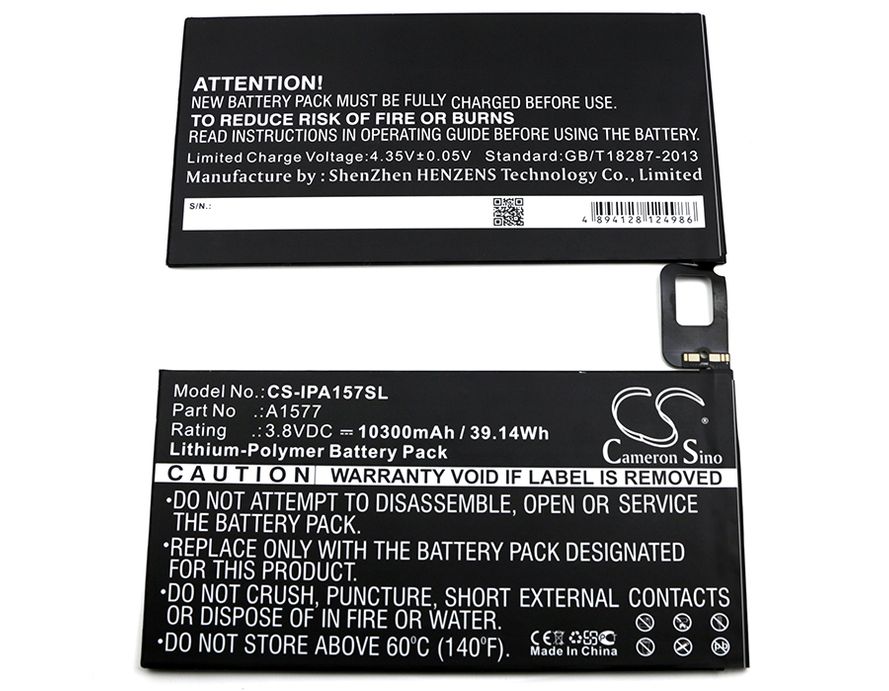 ATTENTION!
NEW BATTERY PACK MUST BE FULLY CHARGED BEFORE USE.
TO REDUCE RISK OF FIRE OR BURNS
READ INSTRUCTIONS IN OPERATING GUIDE BEFORE USING THE BATTERY.
Limited Charge Voltage:4.35V±0.05V Standard:GB/T18287-2013
Manufacture by : ShenZhen HENZENS Technology Co., Limited
S/N.:
4 894128 124986
Model No.:CS-IPA157SL
Part No .:A1577
Rating .:3.8VDC ⎓ 10300mAh / 39.14Wh
Lithium-Polymer Battery Pack
CS
Cameron Sino
CAUTION WARRANTY VOID IF LABEL IS REMOVED
•DO NOT ATTEMPT TO DISASSEMBLE, OPEN OR SERVICE
THE BATTERY PACK.
•REPLACE ONLY WITH THE BATTERY PACK DESIGNATED
FOR THIS PRODUCT.
•DO NOT CRUSH, PUNCTURE, SHORT EXTERNAL CONTACTS
OR DISPOSE OF IN FIRE OR WATER.
•DO NOT STORE ABOVE 60°C (140°F).
CE
Made In China
Pb